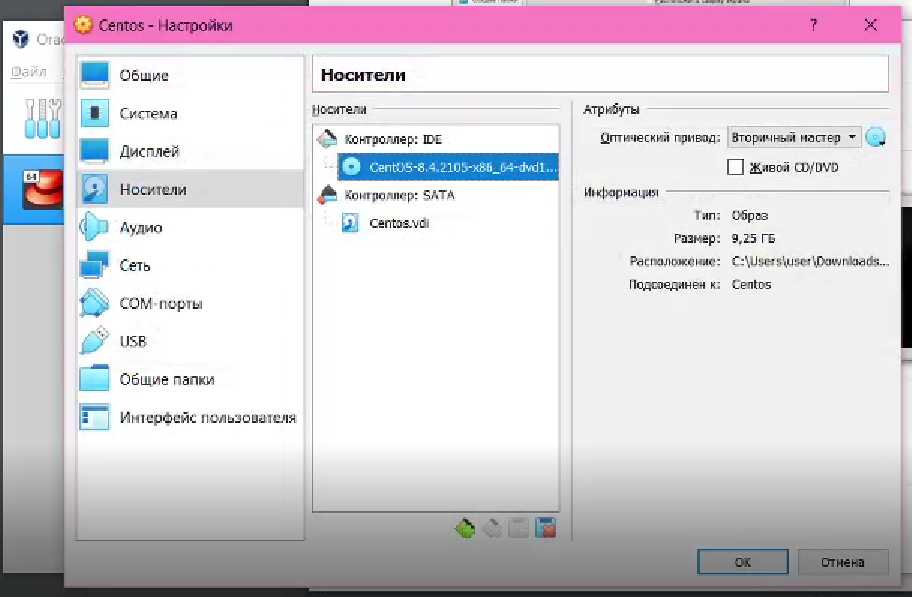 Centos - Настройки
?
Файл
64
Общие
Система
Дисплей
Носители
Аудио
Сеть
COM-порты
USB
Общие папки
Интерфейс пользователя
Носители
Носители
Контроллер: IDE
CentOS-8.4.2105-x86_64-dvd1....
Контроллер: SATA
Centos.vdi
Атрибуты
Оптический привод: Вторичный мастер
Живой CD/DVD
Информация
Тип: Образ
Размер: 9,25 ГБ
Расположение: C:\Users\user\Downloads...
Подсоединен к: Centos
OK
Отмена